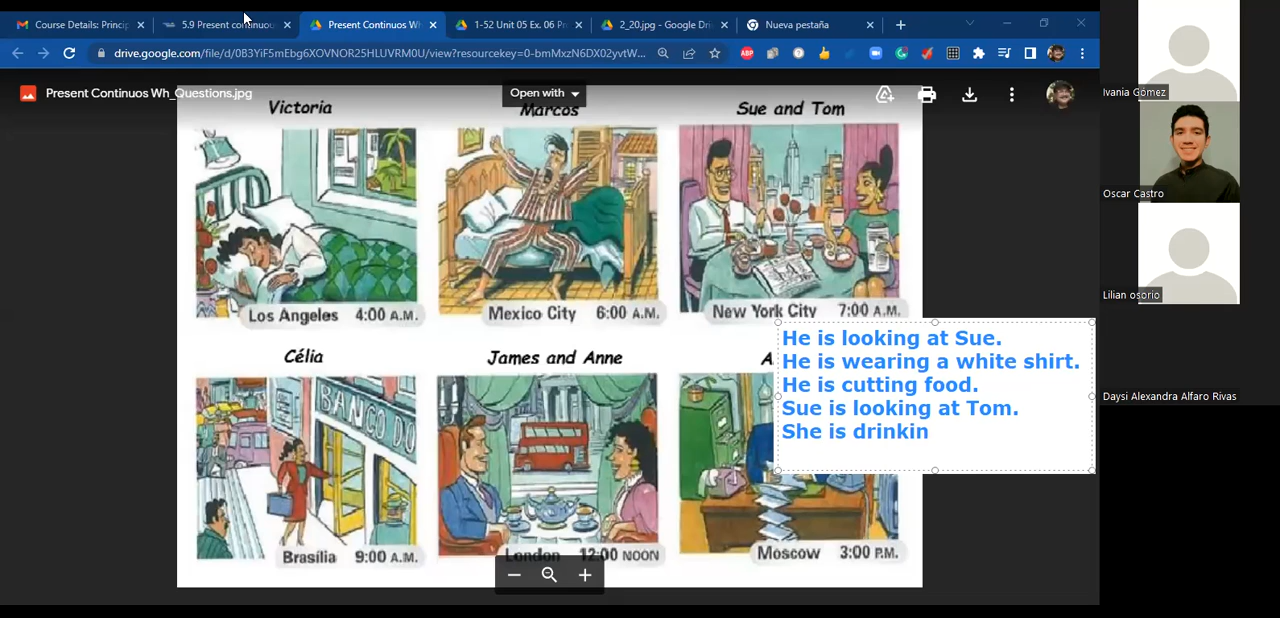 Course Details: Princip
5.9 Present continuou
Present Continuos Wh
1-52 Unit 05 Ex. 06 P
2_20.jpg - Google Dri
Nueva pestaña
drive.google.com/file/d/0B3YiF5mEbg6XOVNOR25HLUVRM0U/view?resourcekey=0-bmMxzN6DX02yvtW...
ABP
Present Continuos Wh_Questions.jpg
Open with
Victoria
Marcos
Sue and Tom
Los Angeles 4:00 A.M.
Mexico City 6:00 A.M.
New York City 7:00 A.M.
He is looking at Sue.
He is wearing a white shirt.
He is cutting food.
Sue is looking at Tom.
She is drinkin
Célia
James and Anne
A
BANCO DO
Brasília 9:00 A.M.
London 12:00 NOON
Moscow 3:00 P.M.
Ivania Gómez
Oscar Castro
Lilian osorio
Daysi Alexandra Alfaro Rivas